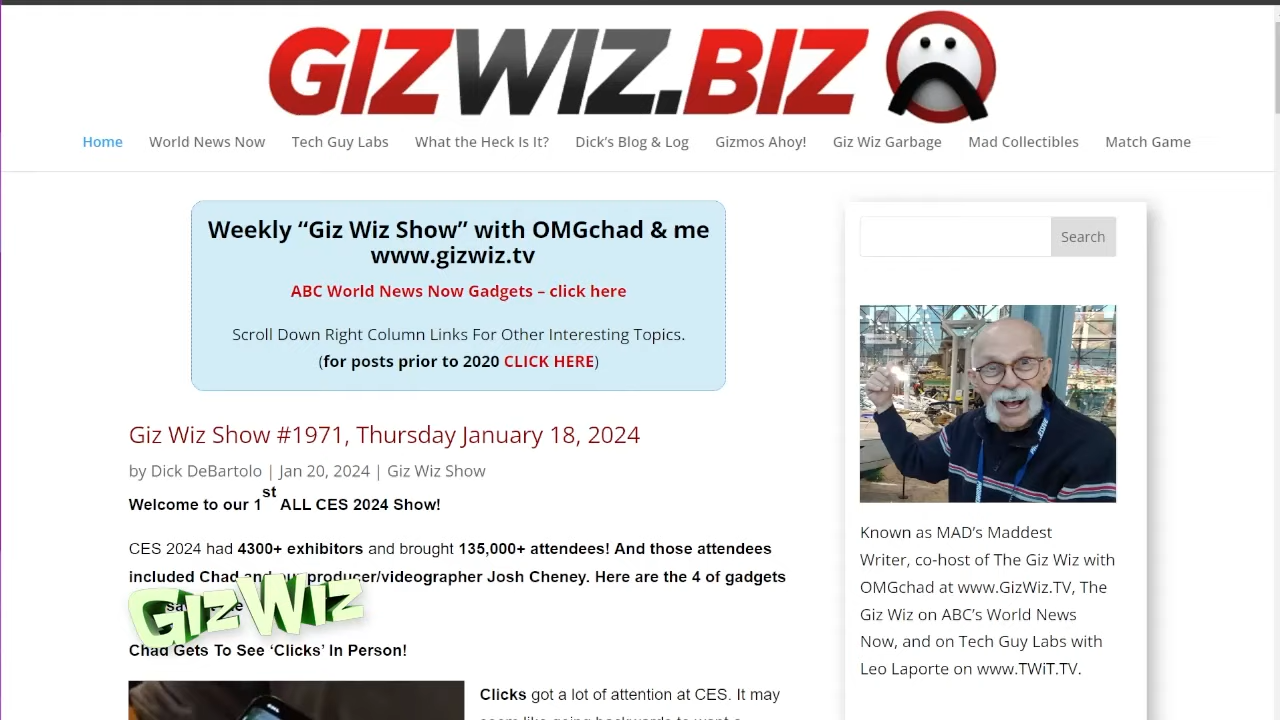 GIZWIZ.BIZ
Home World News Now Tech Guy Labs What the Heck Is It? Dick's Blog & Log Gizmos Ahoy! Giz Wiz Garbage Mad Collectibles Match Game
Weekly “Giz Wiz Show” with OMGchad & me
www.gizwiz.tv
ABC World News Now Gadgets – click here
Scroll Down Right Column Links For Other Interesting Topics.
(for posts prior to 2020 CLICK HERE)
Giz Wiz Show #1971, Thursday January 18, 2024
by Dick DeBartolo | Jan 20, 2024 | Giz Wiz Show
Welcome to our 1st ALL CES 2024 Show!
CES 2024 had 4300+ exhibitors and brought 135,000+ attendees! And those attendees
included Chad and our producer/videographer Josh Cheney. Here are the 4 of gadgets
GIZWIZ
Chad Gets To See ‘Clicks’ In Person!
Clicks got a lot of attention at CES. It may
Search
Known as MAD’s Maddest
Writer, co-host of The Giz Wiz with
OMGchad at www.GizWiz.TV, The
Giz Wiz on ABC’s World News
Now, and on Tech Guy Labs with
Leo Laporte on www.TWiT.TV.